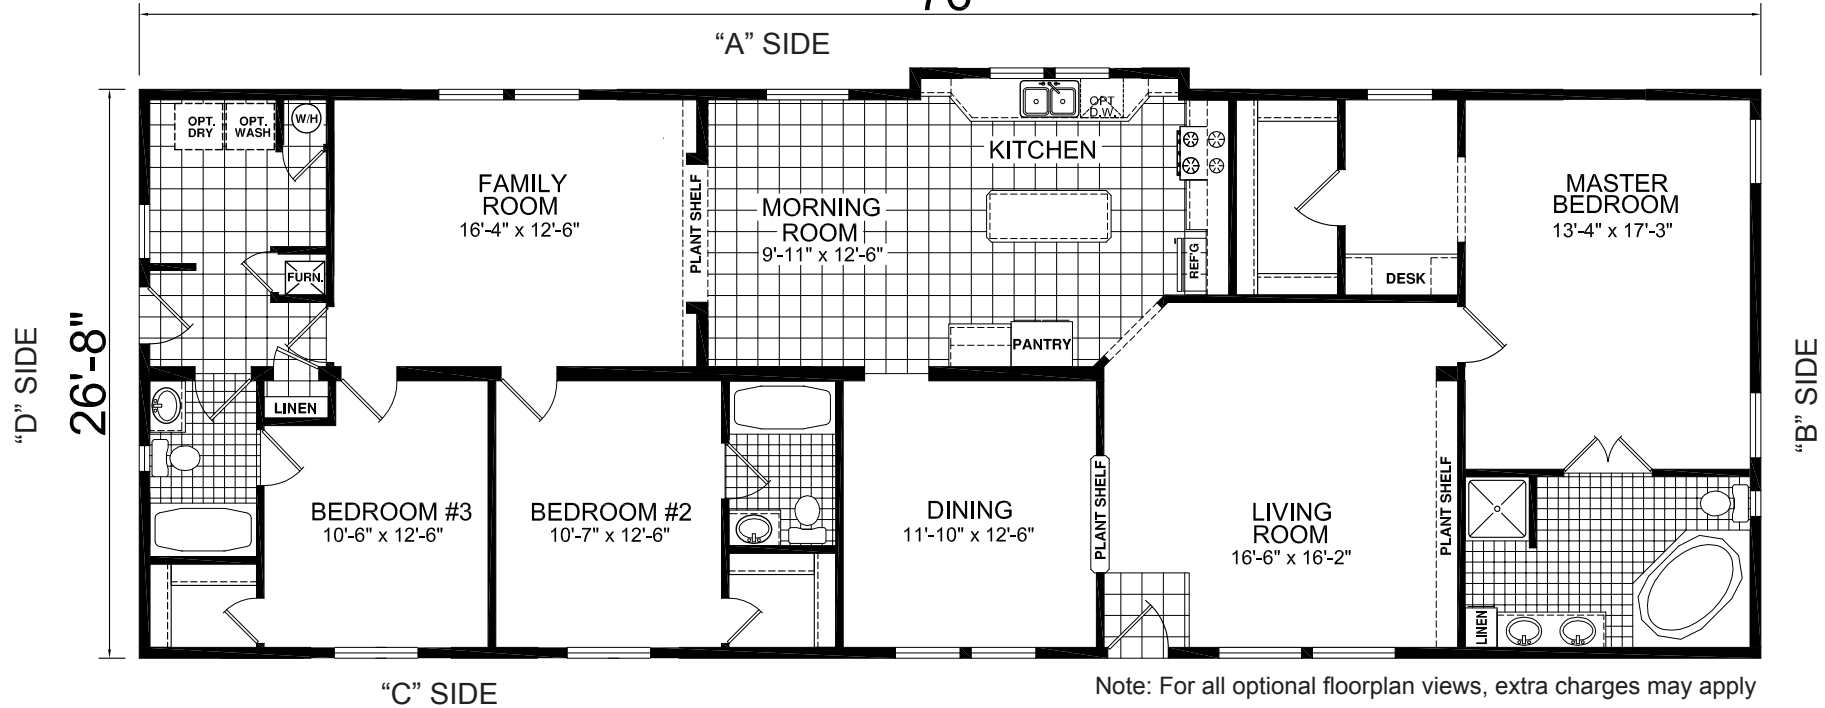 76'
"A" SIDE
OPT. DRY
OPT. WASH
W/H
OPT D.W.
KITCHEN
FAMILY
ROOM
16'-4" x 12'-6"
PLANT SHELF
MORNING
ROOM
9'-11" x 12'-6"
MASTER
BEDROOM
13'-4" x 17'-3"
REF'G
FURN.
DESK
PANTRY
"D" SIDE
26'-8"
"B" SIDE
LINEN
BEDROOM #3
10'-6" x 12'-6"
BEDROOM #2
10'-7" x 12'-6"
DINING
11'-10" x 12'-6"
PLANT SHELF
LIVING
ROOM
16'-6" x 16'-2"
PLANT SHELF
LINEN
"C" SIDE
Note: For all optional floorplan views, extra charges may apply